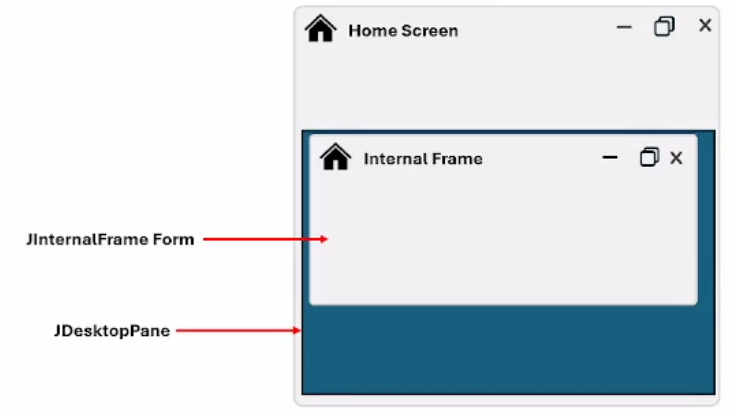 Home Screen
Internal Frame
JInternalFrame Form
JDesktopPane